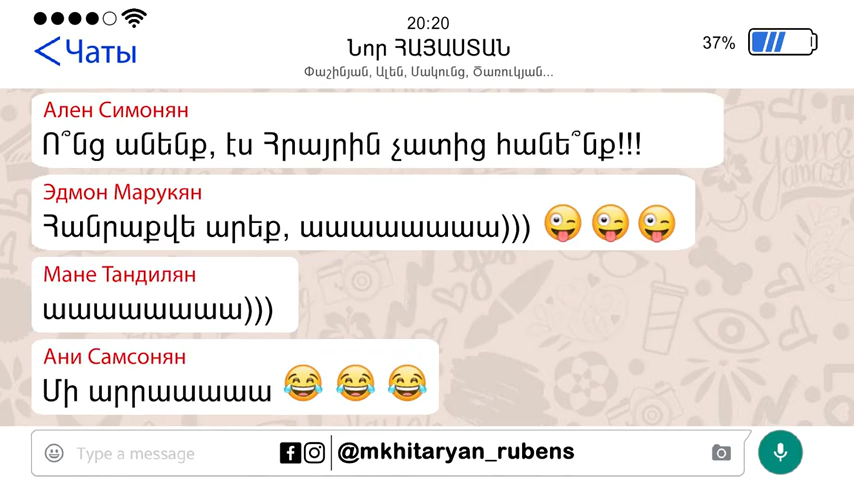 20:20
37%
Чаты
Նոր ՀԱՅԱՍՏԱՆ
Փաշինյան, Ալեն, Մակունց, Ծառուկյան...
Ален Симонян
Ո՞նց անենք, էս Հրայրին չատից հանե՞նք!!!
Эдмон Марукян
Հանրաքվե արեք, աաաաաաաա))) 😜 😜 😜
Мане Тандилян
աաաաաաաա)))
Ани Самсонян
Մի արրաաաաա 😂 😂 😂
Type a message
@mkhitaryan_rubens